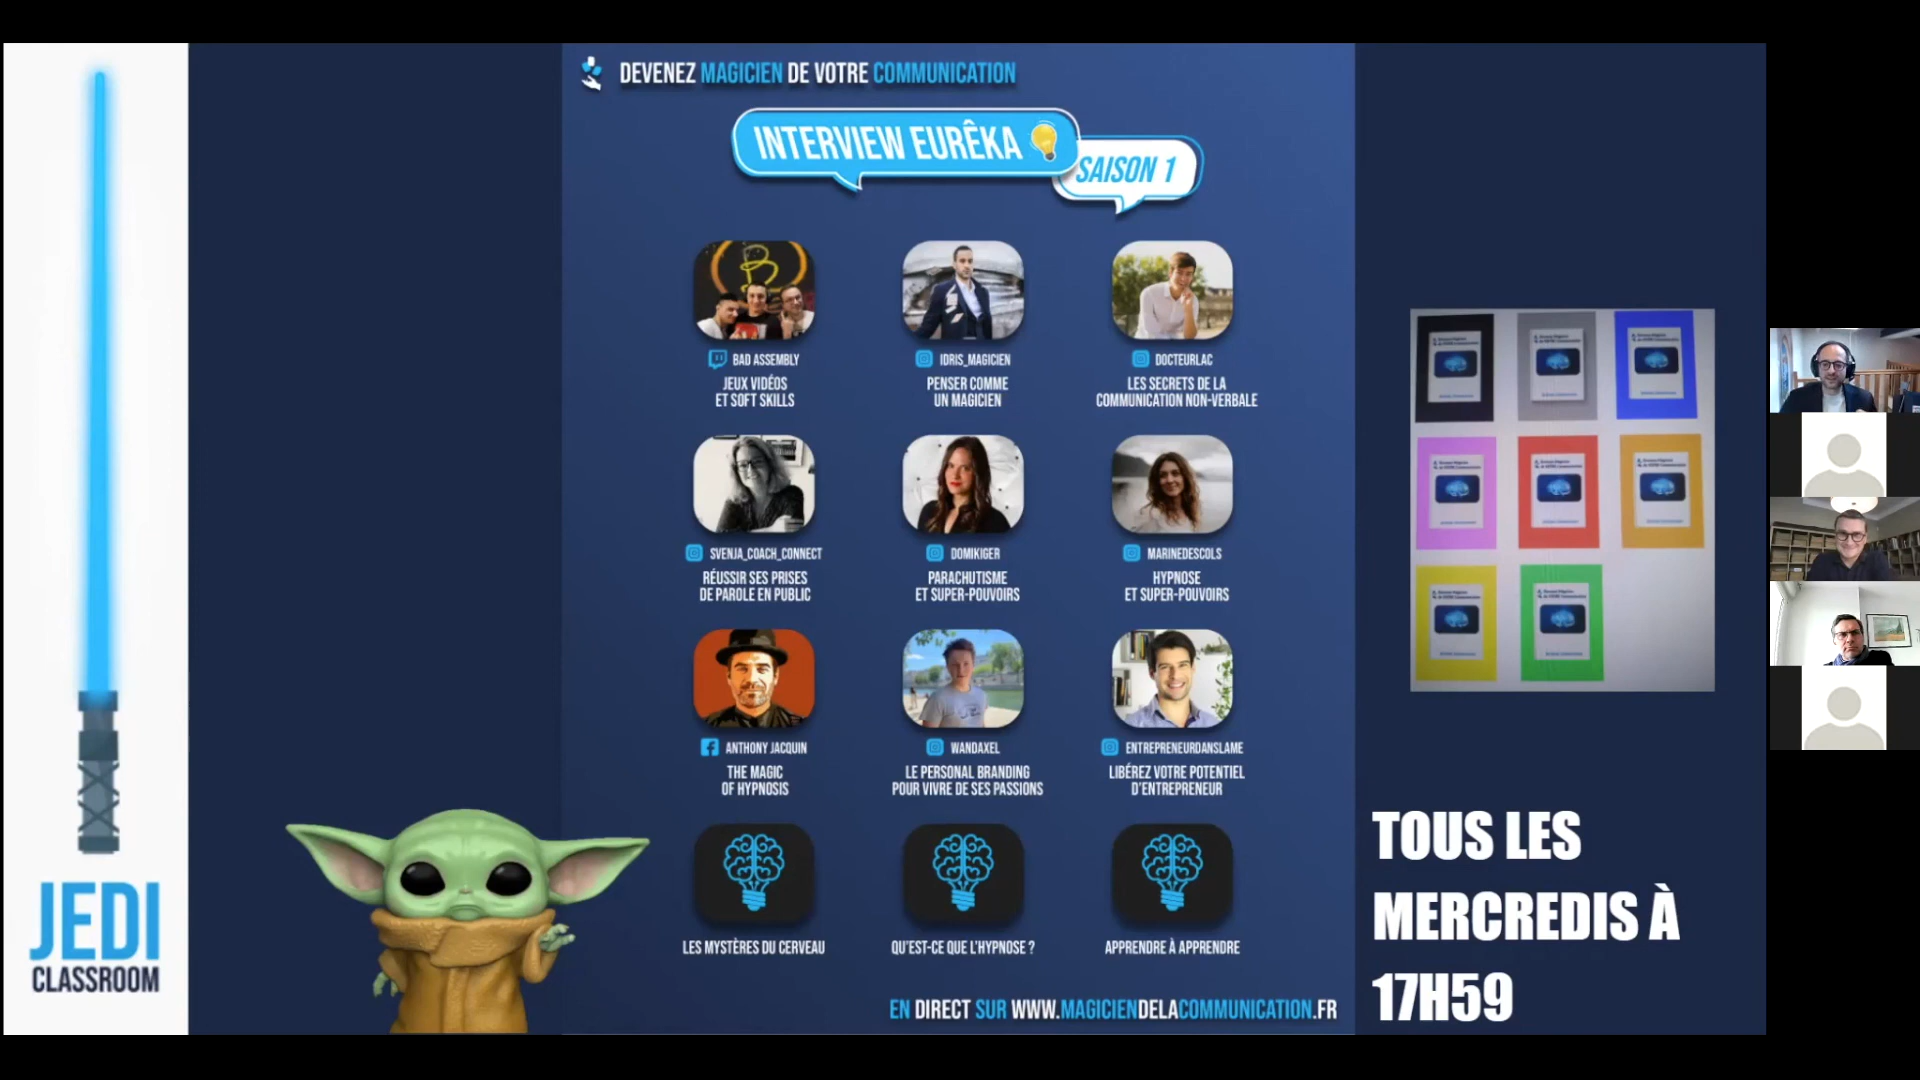 DEVENEZ MAGICIEN DE VOTRE COMMUNICATION
INTERVIEW EURÊKA
SAISON 1
BAD ASSEMBLY
JEUX VIDÉOS
ET SOFT SKILLS
IDRIS_MAGICIEN
PENSER COMME
UN MAGICIEN
DOCTEURLAC
LES SECRETS DE LA
COMMUNICATION NON-VERBALE
SVENJA_COACH_CONNECT
RÉUSSIR SES PRISES
DE PAROLE EN PUBLIC
DOMIKIGER
PARACHUTISME
ET SUPER-POUVOIRS
MARINEDESCOLS
HYPNOSE
ET SUPER-POUVOIRS
ANTHONY JACQUIN
THE MAGIC
OF HYPNOSIS
WANDAXEL
LE PERSONAL BRANDING
POUR VIVRE DE SES PASSIONS
ENTREPRENEURDANSLAME
LIBÉREZ VOTRE POTENTIEL
D'ENTREPRENEUR
LES MYSTÈRES DU CERVEAU
QU'EST-CE QUE L'HYPNOSE ?
APPRENDRE À APPRENDRE
EN DIRECT SUR WWW.MAGICIENDELACOMMUNICATION.FR
JEDI
CLASSROOM
TOUS LES
MERCREDIS À
17H59